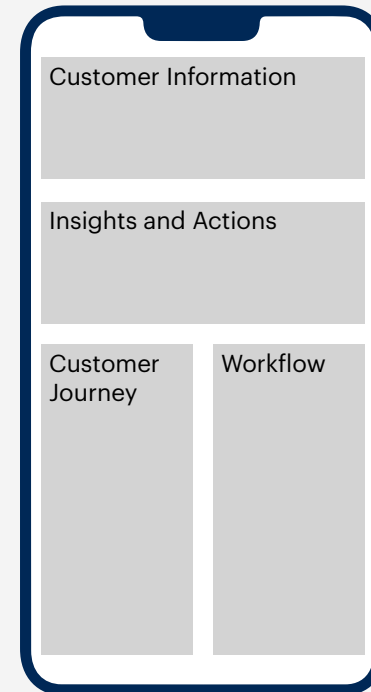 Customer Information
Insights and Actions
Customer
Journey
Workflow